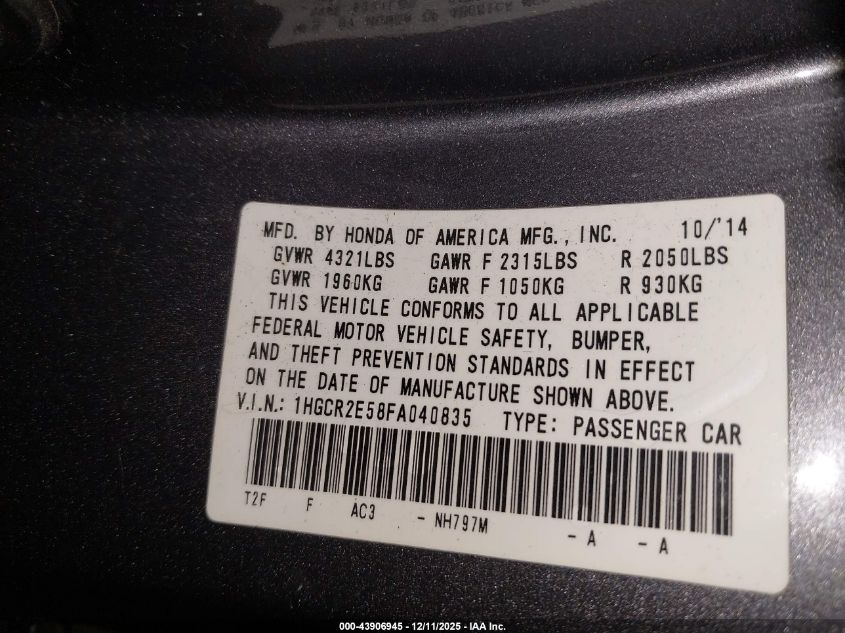 MFD. BY HONDA OF AMERICA MFG., INC. 10/'14
GVWR 4321LBS GAWR F 2315LBS R 2050LBS
GVWR 1960KG GAWR F 1050KG R 930KG
THIS VEHICLE CONFORMS TO ALL APPLICABLE
FEDERAL MOTOR VEHICLE SAFETY, BUMPER,
AND THEFT PREVENTION STANDARDS IN EFFECT
ON THE DATE OF MANUFACTURE SHOWN ABOVE.
V.I.N.: 1HGCR2E58FA040835 TYPE: PASSENGER CAR
T2F F AC3 - NH797M - A - A
000-43906945 - 12/11/2025 - IAA Inc.